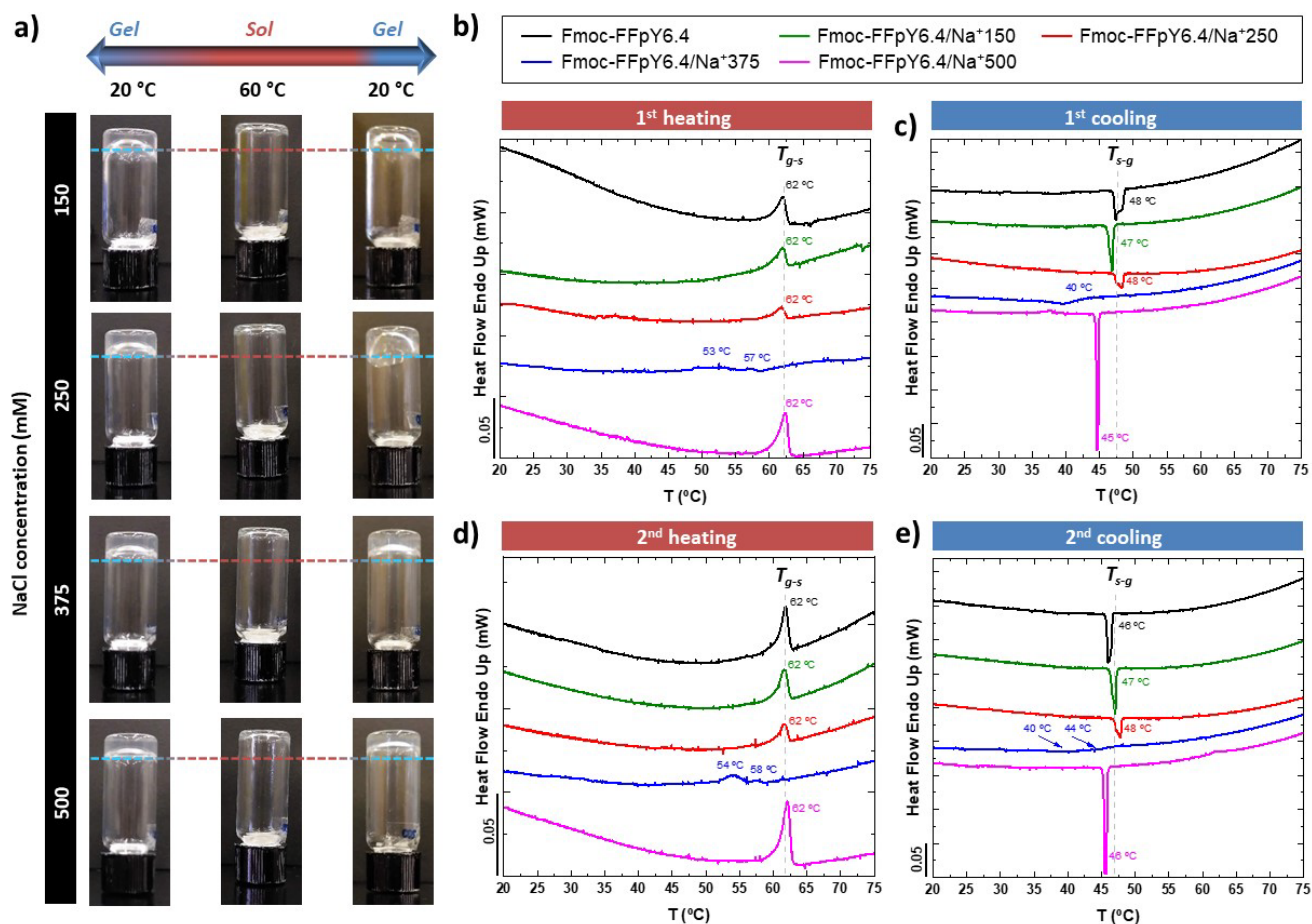 a)
Gel Sol Gel
20 °C 60 °C 20 °C
NaCl concentration (mM)
150
250
375
500
b)
Fmoc-FFpY6.4 Fmoc-FFpY6.4/Na⁺150 Fmoc-FFpY6.4/Na⁺250
Fmoc-FFpY6.4/Na⁺375 Fmoc-FFpY6.4/Na⁺500
1st heating
Tg-s
62 ºC
62 ºC
62 ºC
53 ºC 57 ºC
62 ºC
Heat Flow Endo Up (mW)
0.05
20 25 30 35 40 45 50 55 60 65 70 75
T (ºC)
c)
1st cooling
Ts-g
48 ºC
47 ºC
48 ºC
40 ºC
45 ºC
Heat Flow Endo Up (mW)
0.05
20 25 30 35 40 45 50 55 60 65 70 75
T (ºC)
d)
2nd heating
Tg-s
62 ºC
62 ºC
62 ºC
54 ºC 58 ºC
62 ºC
Heat Flow Endo Up (mW)
0.05
20 25 30 35 40 45 50 55 60 65 70 75
T (ºC)
e)
2nd cooling
Ts-g
46 ºC
47 ºC
48 ºC
40 ºC 44 ºC
46 ºC
Heat Flow Endo Up (mW)
0.05
20 25 30 35 40 45 50 55 60 65 70 75
T (ºC)